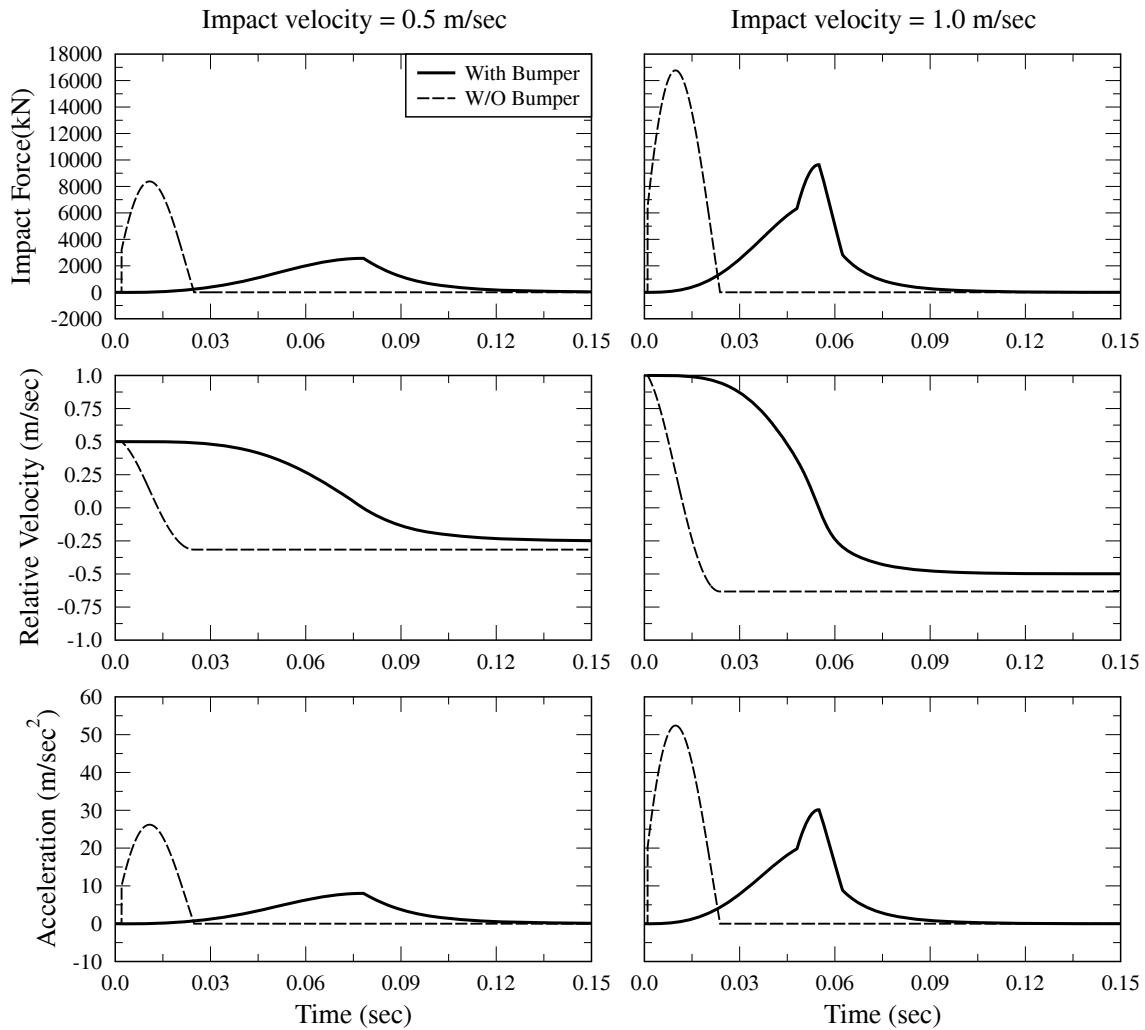 Impact velocity = 0.5 m/sec
Impact velocity = 1.0 m/sec
Impact Force(kN)
18000
16000
14000
12000
10000
8000
6000
4000
2000
0
-2000
With Bumper
W/O Bumper
0.0 0.03 0.06 0.09 0.12 0.15
0.0 0.03 0.06 0.09 0.12 0.15
Relative Velocity (m/sec)
1.0
0.75
0.5
0.25
0.0
-0.25
-0.5
-0.75
-1.0
0.0 0.03 0.06 0.09 0.12 0.15
0.0 0.03 0.06 0.09 0.12 0.15
Acceleration (m/sec²)
60
50
40
30
20
10
0
-10
0.0 0.03 0.06 0.09 0.12 0.15
0.0 0.03 0.06 0.09 0.12 0.15
Time (sec)
Time (sec)